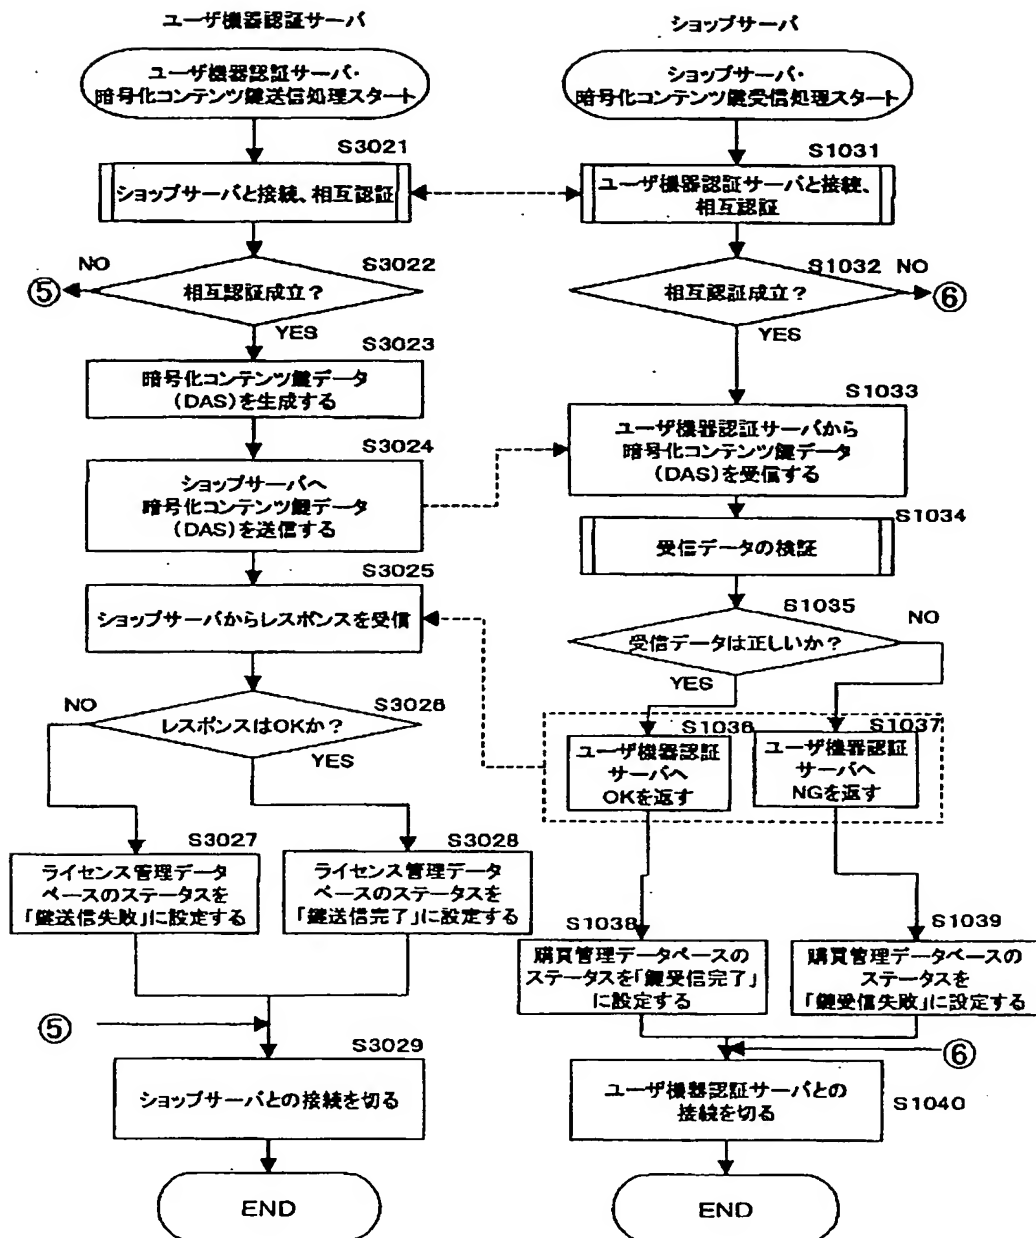 ユーザ機器認証サーバ
ユーザ機器認証サーバ・
暗号化コンテンツ鍵送信処理スタート
S3021
ショップサーバと接続、相互認証
S3022
NO
⑤
相互認証成立?
YES
S3023
暗号化コンテンツ鍵データ
(DAS)を生成する
S3024
ショップサーバへ
暗号化コンテンツ鍵データ
(DAS)を送信する
S3025
ショップサーバからレスポンスを受信
S3026
NO
レスポンスはOKか?
YES
S3027
ライセンス管理データ
ベースのステータスを
「鍵送信失敗」に設定する
S3028
ライセンス管理データ
ベースのステータスを
「鍵送信完了」に設定する
⑤
S3029
ショップサーバとの接続を切る
END
ショップサーバ
ショップサーバ・
暗号化コンテンツ鍵受信処理スタート
S1031
ユーザ機器認証サーバと接続、
相互認証
S1032
NO
⑥
相互認証成立?
YES
S1033
ユーザ機器認証サーバから
暗号化コンテンツ鍵データ
(DAS)を受信する
S1034
受信データの検証
S1035
NO
受信データは正しいか?
YES
S1036
ユーザ機器認証
サーバへ
OKを返す
S1037
ユーザ機器認証
サーバへ
NGを返す
S1038
購買管理データベースの
ステータスを「鍵受信完了」
に設定する
S1039
購買管理データベースの
ステータスを
「鍵受信失敗」に設定する
⑥
ユーザ機器認証サーバとの
接続を切る
S1040
END